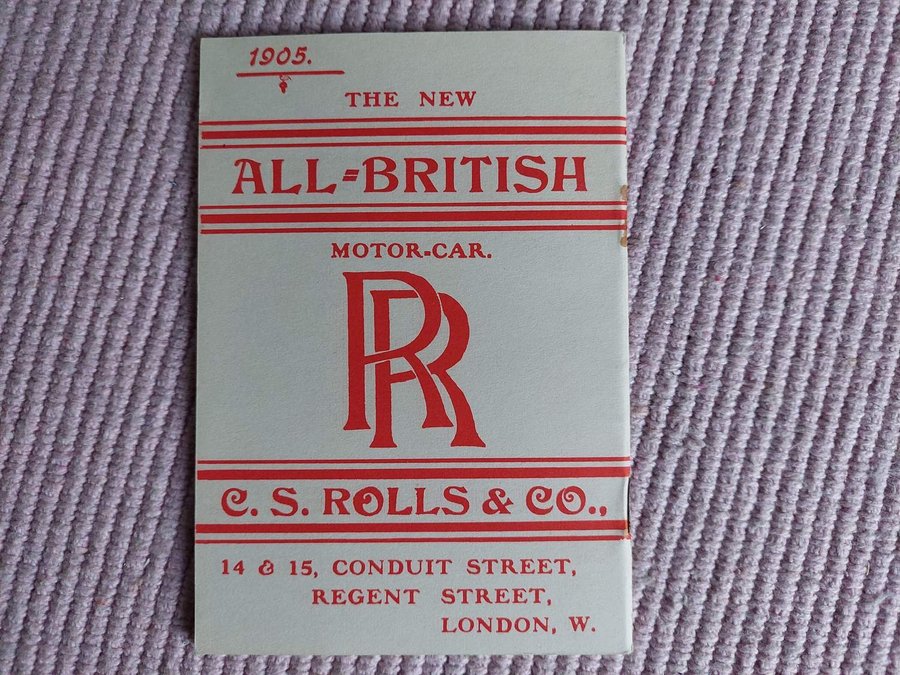 1905.
THE NEW
ALL=BRITISH
MOTOR-CAR.
RR
C. S. ROLLS & CO.,
14 & 15, CONDUIT STREET,
REGENT STREET,
LONDON, W.